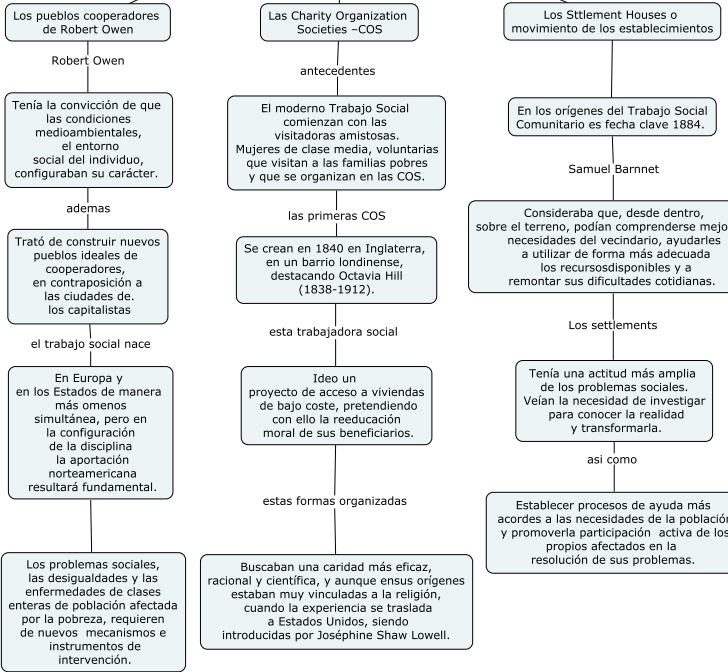 Los pueblos cooperadores
de Robert Owen
Robert Owen
Tenía la convicción de que
las condiciones
medioambientales,
el entorno
social del individuo,
configuraban su carácter.
ademas
Trató de construir nuevos
pueblos ideales de
cooperadores,
en contraposición a
las ciudades de.
los capitalistas
el trabajo social nace
En Europa y
en los Estados de manera
más omenos
simultánea, pero en
la configuración
de la disciplina
la aportación
norteamericana
resultará fundamental.
Los problemas sociales,
las desigualdades y las
enfermedades de clases
enteras de población afectada
por la pobreza, requieren
de nuevos mecanismos e
instrumentos de
intervención.
Las Charity Organization
Societies –COS
antecedentes
El moderno Trabajo Social
comienzan con las
visitadoras amistosas.
Mujeres de clase media, voluntarias
que visitan a las familias pobres
y que se organizan en las COS.
las primeras COS
Se crean en 1840 en Inglaterra,
en un barrio londinense,
destacando Octavia Hill
(1838-1912).
esta trabajadora social
Ideo un
proyecto de acceso a viviendas
de bajo coste, pretendiendo
con ello la reeducación
moral de sus beneficiarios.
estas formas organizadas
Buscaban una caridad más eficaz,
racional y científica, y aunque ensus orígenes
estaban muy vinculadas a la religión,
cuando la experiencia se traslada
a Estados Unidos, siendo
introducidas por Joséphine Shaw Lowell.
Los Sttlement Houses o
movimiento de los establecimientos
En los orígenes del Trabajo Social
Comunitario es fecha clave 1884.
Samuel Barnnet
Consideraba que, desde dentro,
sobre el terreno, podían comprenderse mejo
necesidades del vecindario, ayudarles
a utilizar de forma más adecuada
los recursosdisponibles y a
remontar sus dificultades cotidianas.
Los settlements
Tenía una actitud más amplia
de los problemas sociales.
Veían la necesidad de investigar
para conocer la realidad
y transformarla.
asi como
Establecer procesos de ayuda más
acordes a las necesidades de la población
y promoverla participación activa de los
propios afectados en la
resolución de sus problemas.